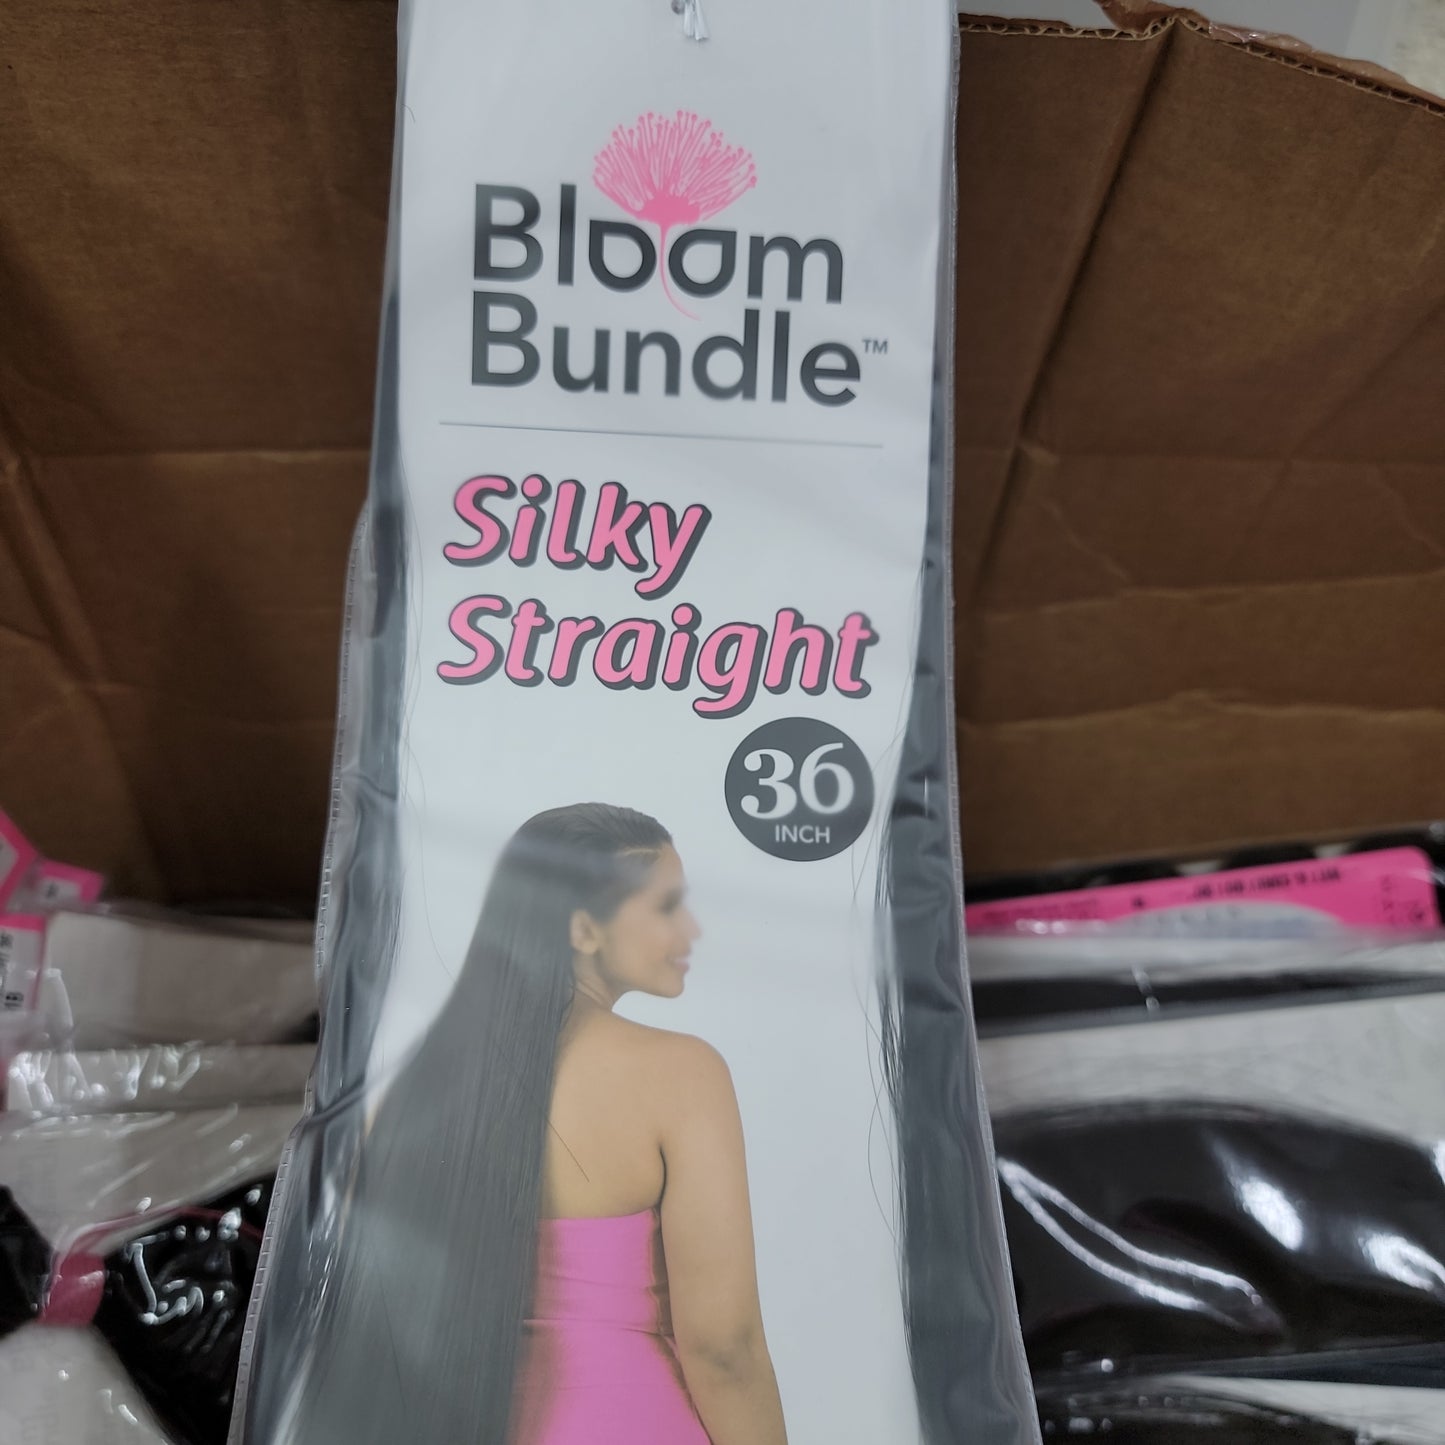 Bloom
Bundle™
Silky
Straight
36
INCH